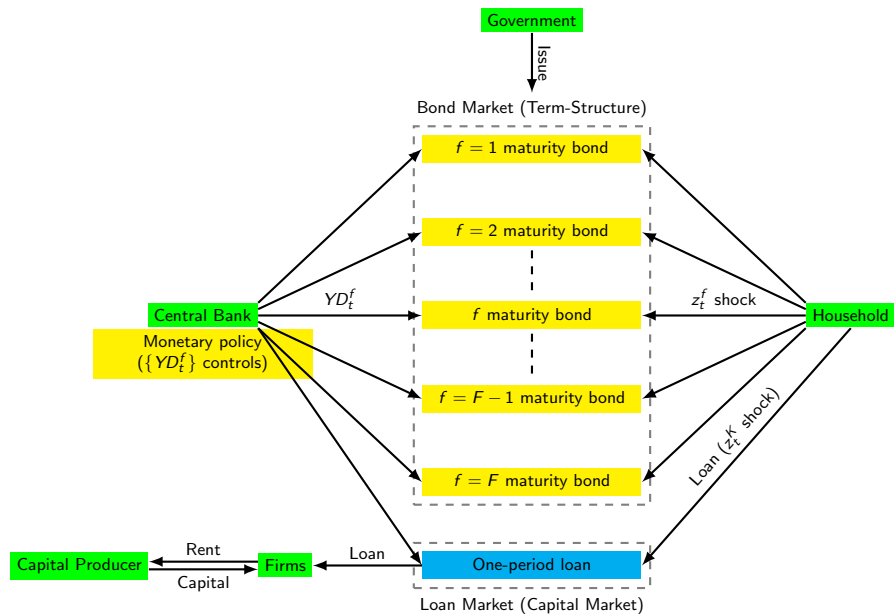 Government
Issue
Bond Market (Term-Structure)
f = 1 maturity bond
f = 2 maturity bond
YD_t^f
z_t^f shock
Central Bank
f maturity bond
Household
Monetary policy
({YD_t^f} controls)
f = F − 1 maturity bond
Loan (z_t^K shock)
f = F maturity bond
Rent
Loan
Capital Producer
Firms
One-period loan
Capital
Loan Market (Capital Market)